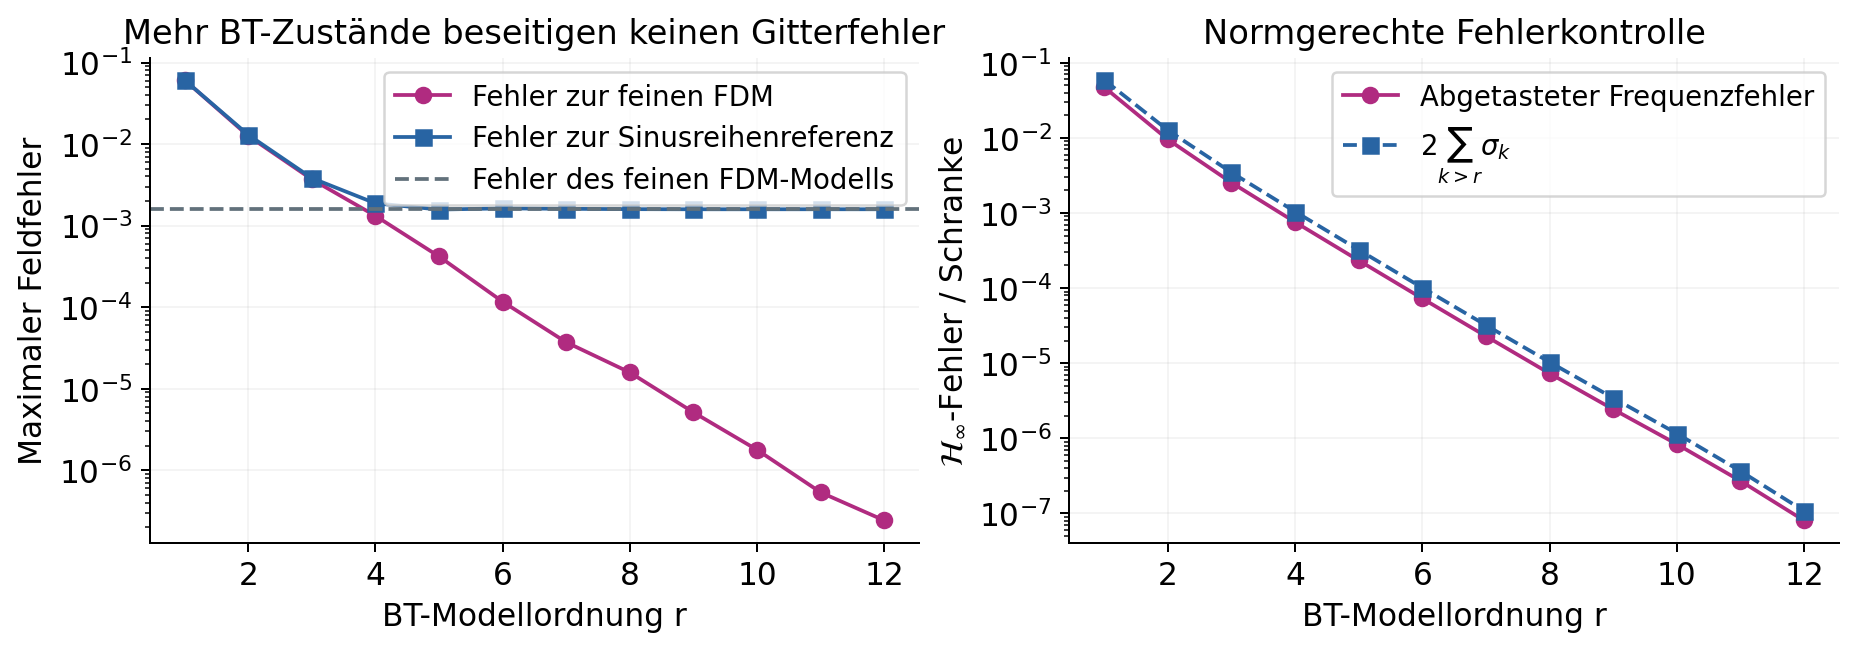 Mehr BT-Zustände beseitigen keinen Gitterfehler
Maximaler Feldfehler
10⁻¹
10⁻²
10⁻³
10⁻⁴
10⁻⁵
10⁻⁶
Fehler zur feinen FDM
Fehler zur Sinusreihenreferenz
Fehler des feinen FDM-Modells
2 4 6 8 10 12
BT-Modellordnung r
Normgerechte Fehlerkontrolle
ℋ∞-Fehler / Schranke
10⁻¹
10⁻²
10⁻³
10⁻⁴
10⁻⁵
10⁻⁶
10⁻⁷
Abgetasteter Frequenzfehler
2 ∑ σₖ
k > r
2 4 6 8 10 12
BT-Modellordnung r